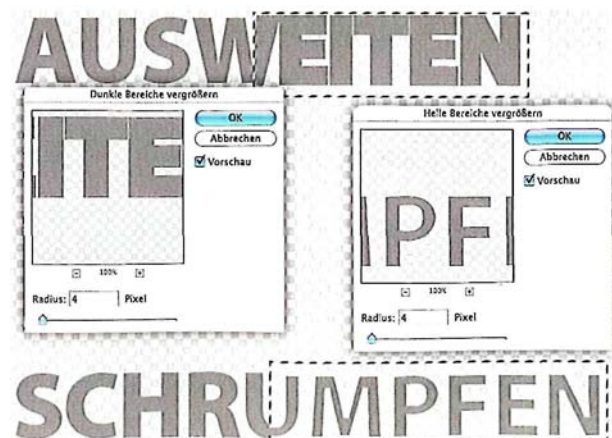 AUSWEITEN
Dunkle Bereiche vergrößern
ITE
OK
Abbrechen
Vorschau
100%
Radius: 4 Pixel
Helle Bereiche vergrößern
PF
OK
Abbrechen
Vorschau
100%
Radius: 4 Pixel
SCHRUMPFEN